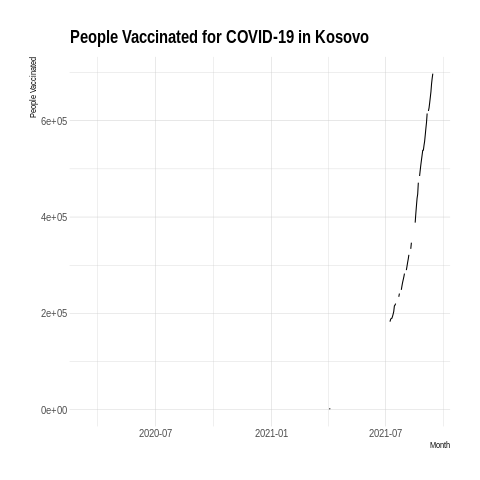 People Vaccinated for COVID-19 in Kosovo
People Vaccinated
6e+05
4e+05
2e+05
0e+00
2020-07 2021-01 2021-07
Month